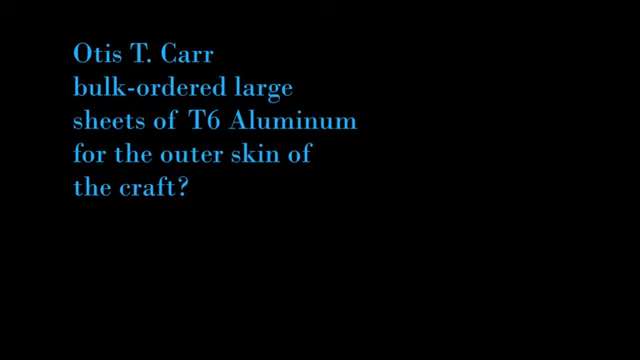 Otis T. Carr
bulk-ordered large
sheets of T6 Aluminum
for the outer skin of
the craft?